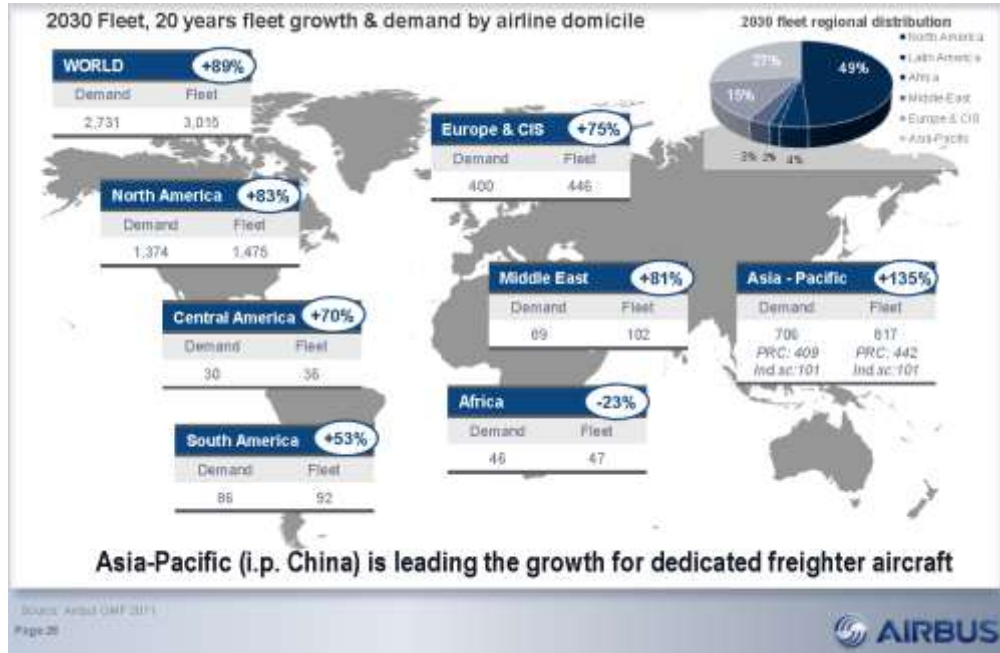 2030 Fleet, 20 years fleet growth & demand by airline domicile
2030 fleet regional distribution
North America
Latin America
Africa
Middle-East
Europe & CIS
Asia-Pacific
49%
27%
15%
3% 2% 4%
WORLD +89%
Demand Fleet
2,731 3,015
Europe & CIS +75%
Demand Fleet
400 446
North America +83%
Demand Fleet
1,374 1,475
Middle East +81%
Demand Fleet
89 102
Asia - Pacific +135%
Demand Fleet
706 817
PRC: 409 PRC: 442
Ind.sc:101 Ind.sc:101
Central America +70%
Demand Fleet
30 36
Africa -23%
Demand Fleet
46 47
South America +53%
Demand Fleet
86 92
Asia-Pacific (i.p. China) is leading the growth for dedicated freighter aircraft
Source: Airbus GMF 2011
Page 26
AIRBUS